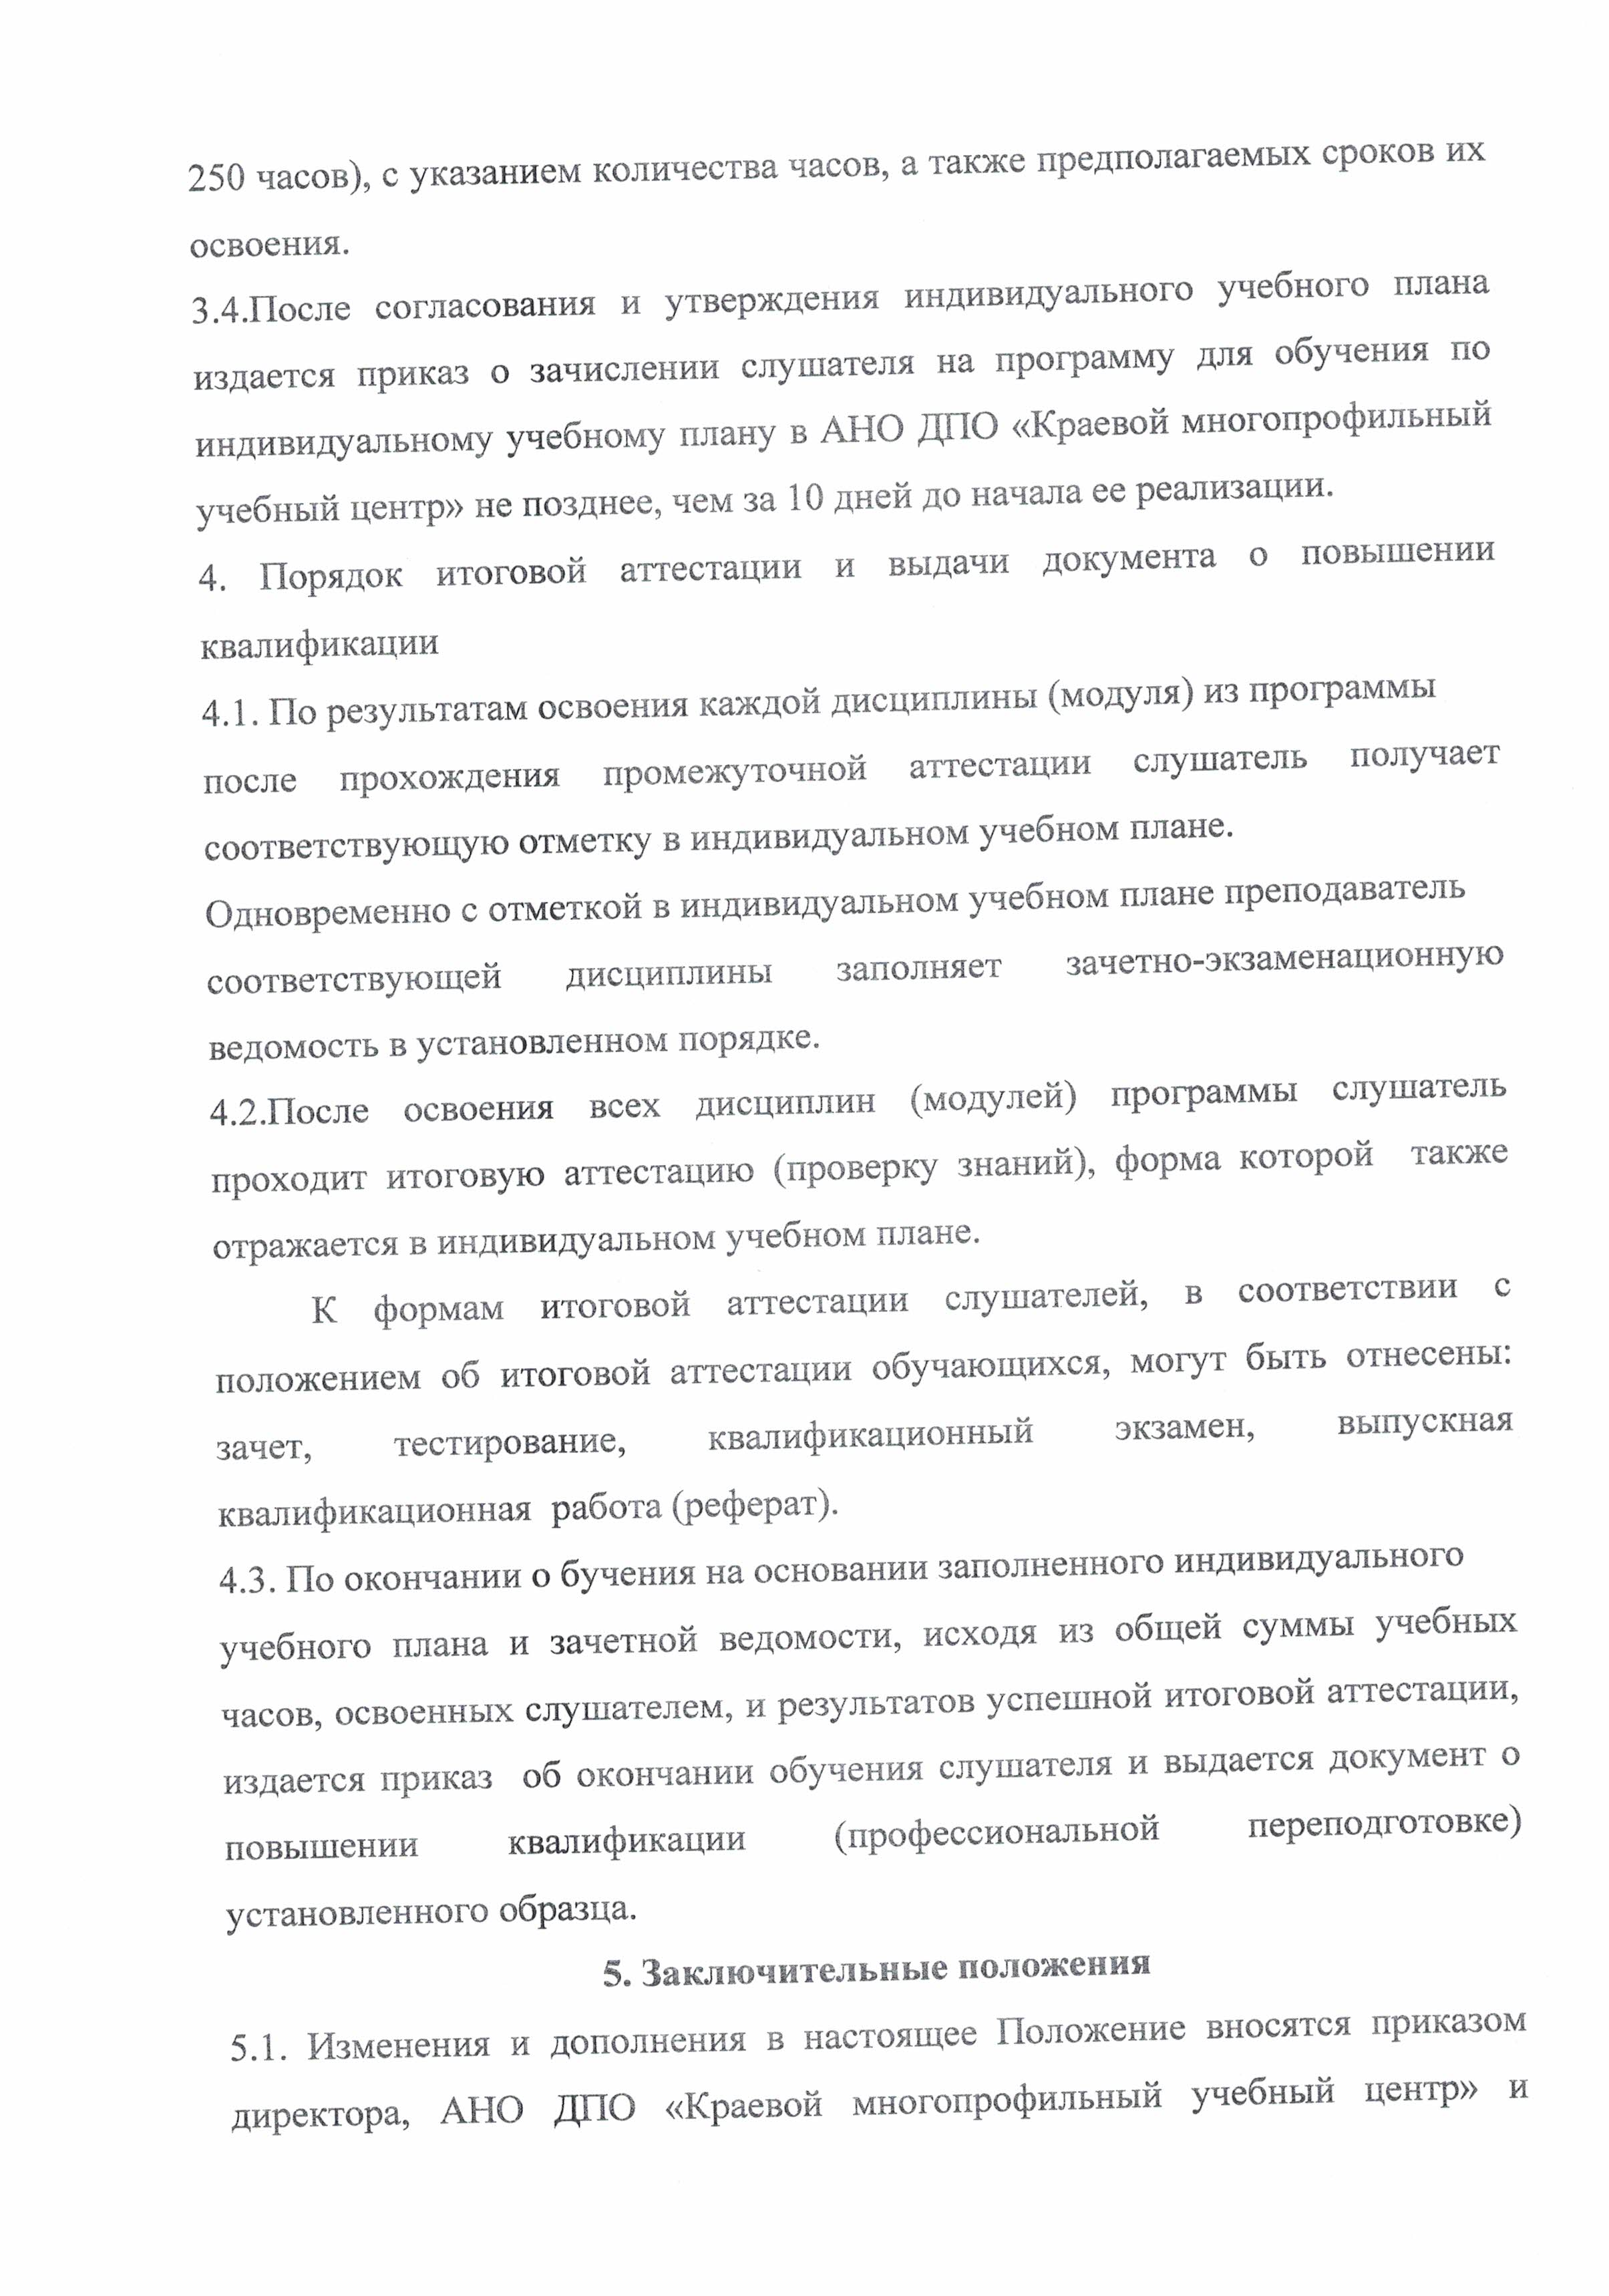 250 часов), с указанием количества часов, а также предполагаемых сроков их
освоения.
3.4.После согласования и утверждения индивидуального учебного плана
издается приказ о зачислении слушателя на программу для обучения по
индивидуальному учебному плану в АНО ДПО «Краевой многопрофильный
учебный центр» не позднее, чем за 10 дней до начала ее реализации.
4. Порядок итоговой аттестации и выдачи документа о повышении
квалификации
4.1. По результатам освоения каждой дисциплины (модуля) из программы
после прохождения промежуточной аттестации слушатель получает
соответствующую отметку в индивидуальном учебном плане.
Одновременно с отметкой в индивидуальном учебном плане преподаватель
соответствующей дисциплины заполняет зачетно-экзаменационную
ведомость в установленном порядке.
4.2.После освоения всех дисциплин (модулей) программы слушатель
проходит итоговую аттестацию (проверку знаний), форма которой также
отражается в индивидуальном учебном плане.
К формам итоговой аттестации слушателей, в соответствии с
положением об итоговой аттестации обучающихся, могут быть отнесены:
зачет, тестирование, квалификационный экзамен, выпускная
квалификационная работа (реферат).
4.3. По окончании о бучения на основании заполненного индивидуального
учебного плана и зачетной ведомости, исходя из общей суммы учебных
часов, освоенных слушателем, и результатов успешной итоговой аттестации,
издается приказ об окончании обучения слушателя и выдается документ о
повышении квалификации (профессиональной переподготовке)
установленного образца.
5. Заключительные положения
5.1. Изменения и дополнения в настоящее Положение вносятся приказом
директора, АНО ДПО «Краевой многопрофильный учебный центр» и